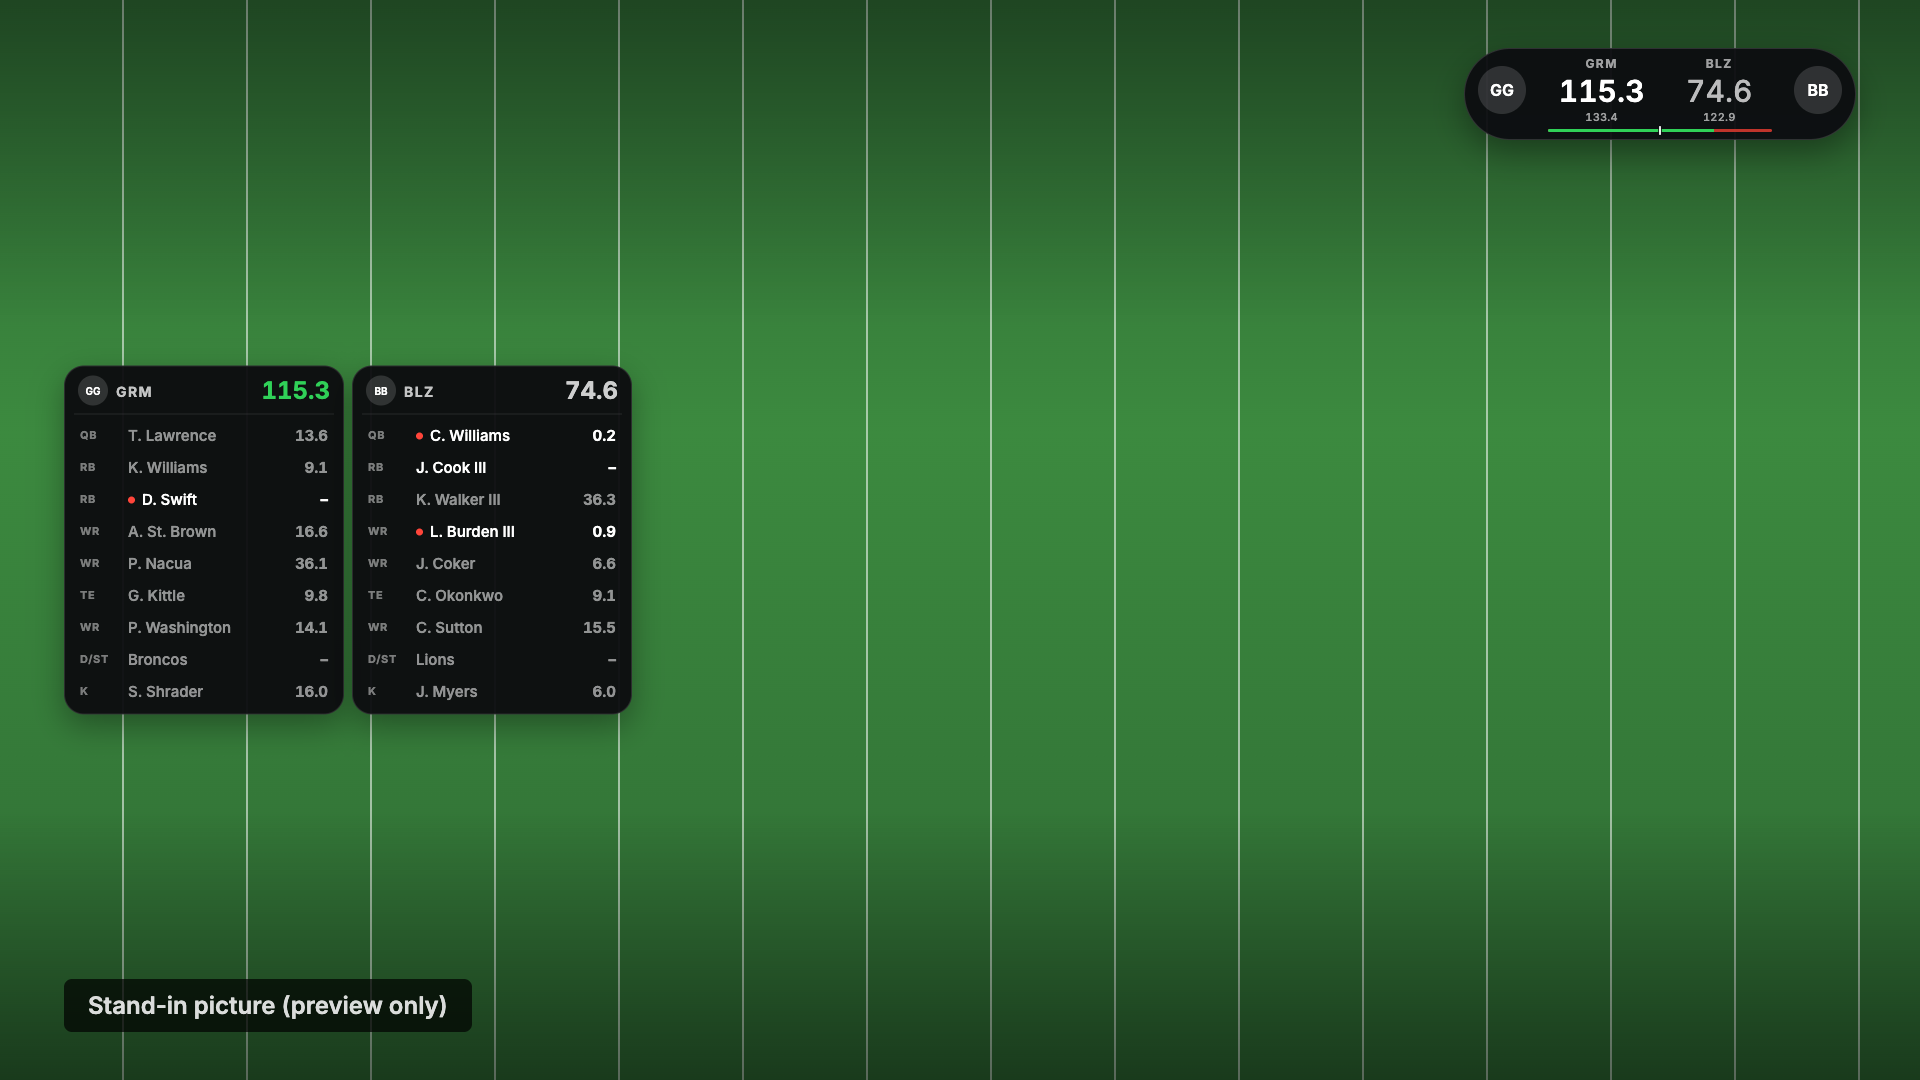 GG GRM 115.3 133.4
BLZ 74.6 122.9 BB
GG GRM 115.3
QB T. Lawrence 13.6
RB K. Williams 9.1
RB D. Swift –
WR A. St. Brown 16.6
WR P. Nacua 36.1
TE G. Kittle 9.8
WR P. Washington 14.1
D/ST Broncos –
K S. Shrader 16.0
BB BLZ 74.6
QB C. Williams 0.2
RB J. Cook III –
RB K. Walker III 36.3
WR L. Burden III 0.9
WR J. Coker 6.6
TE C. Okonkwo 9.1
WR C. Sutton 15.5
D/ST Lions –
K J. Myers 6.0
Stand-in picture (preview only)